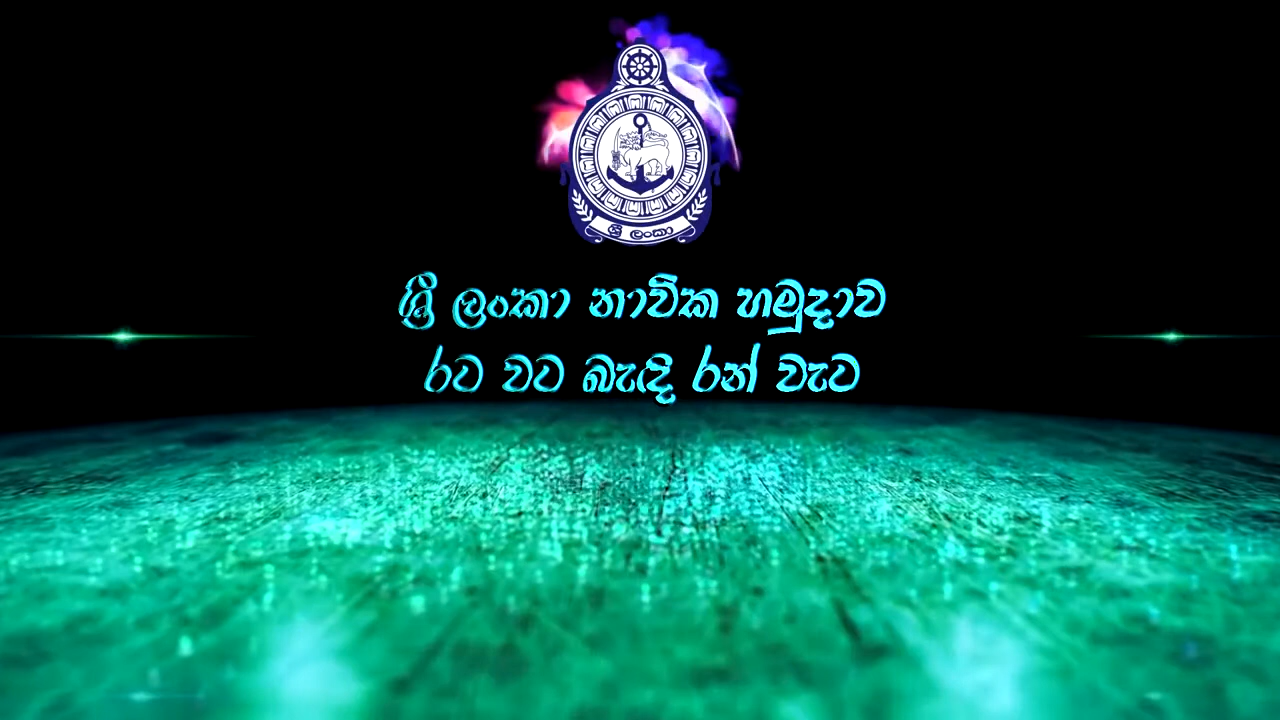 ශ්‍රී ලංකා
ශ්‍රී ලංකා නාවික හමුදාව
රට වට බැඳි රන් වැට